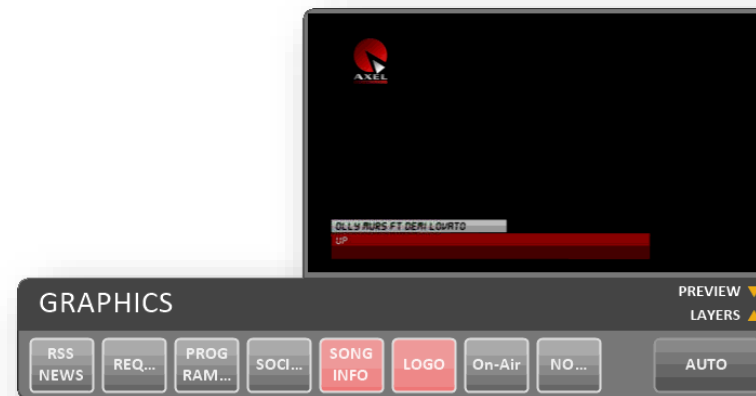 AXEL
OLLY MURS FT DEMI LOVATO
UP
GRAPHICS
PREVIEW
LAYERS
RSS
NEWS
REQ...
PROG
RAM...
SOCI...
SONG
INFO
LOGO
On-Air
NO...
AUTO